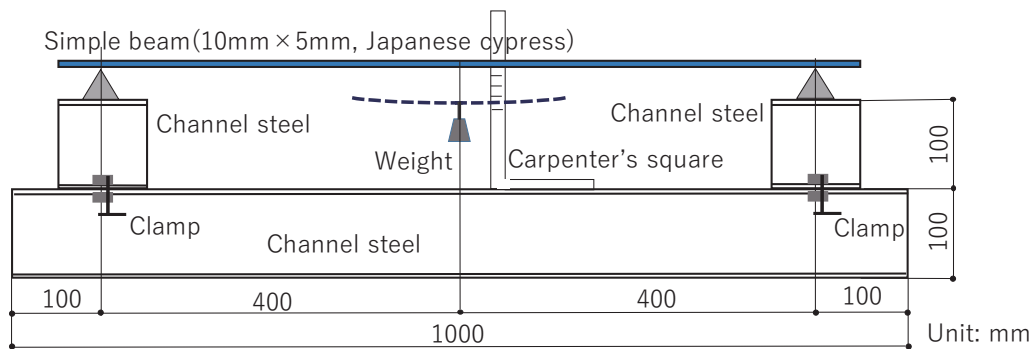 Simple beam(10mm×5mm, Japanese cypress)
Channel steel
Channel steel
Weight
Carpenter's square
100
Clamp
Channel steel
Clamp
100
100
400
400
100
1000
Unit: mm